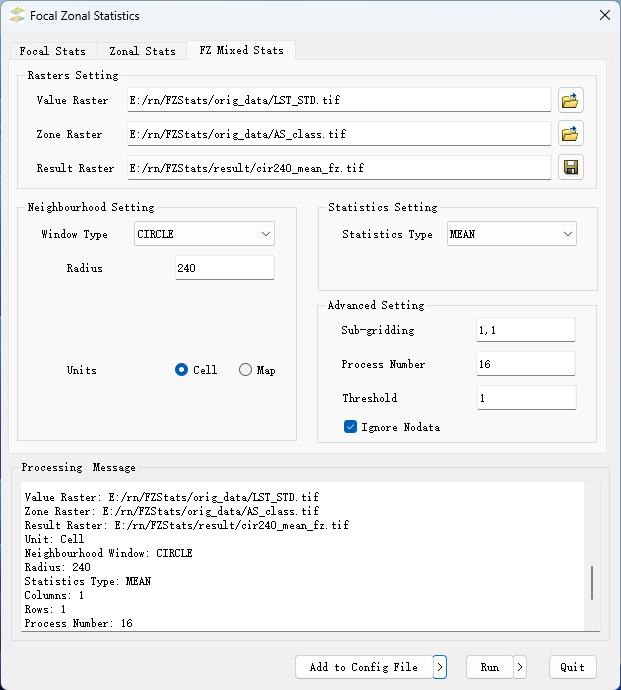 Focal Zonal Statistics
Focal Stats Zonal Stats FZ Mixed Stats
Rasters Setting
Value Raster E:/rn/FZStats/orig_data/LST_STD.tif
Zone Raster E:/rn/FZStats/orig_data/AS_class.tif
Result Raster E:/rn/FZStats/result/cir240_mean_fz.tif
Neighbourhood Setting
Window Type CIRCLE
Radius 240
Units Cell Map
Statistics Setting
Statistics Type MEAN
Advanced Setting
Sub-gridding 1,1
Process Number 16
Threshold 1
Ignore Nodata
Processing Message
Value Raster: E:/rn/FZStats/orig_data/LST_STD.tif
Zone Raster: E:/rn/FZStats/orig_data/AS_class.tif
Result Raster: E:/rn/FZStats/result/cir240_mean_fz.tif
Unit: Cell
Neighbourhood Window: CIRCLE
Radius: 240
Statistics Type: MEAN
Columns: 1
Rows: 1
Process Number: 16
Add to Config File > Run > Quit